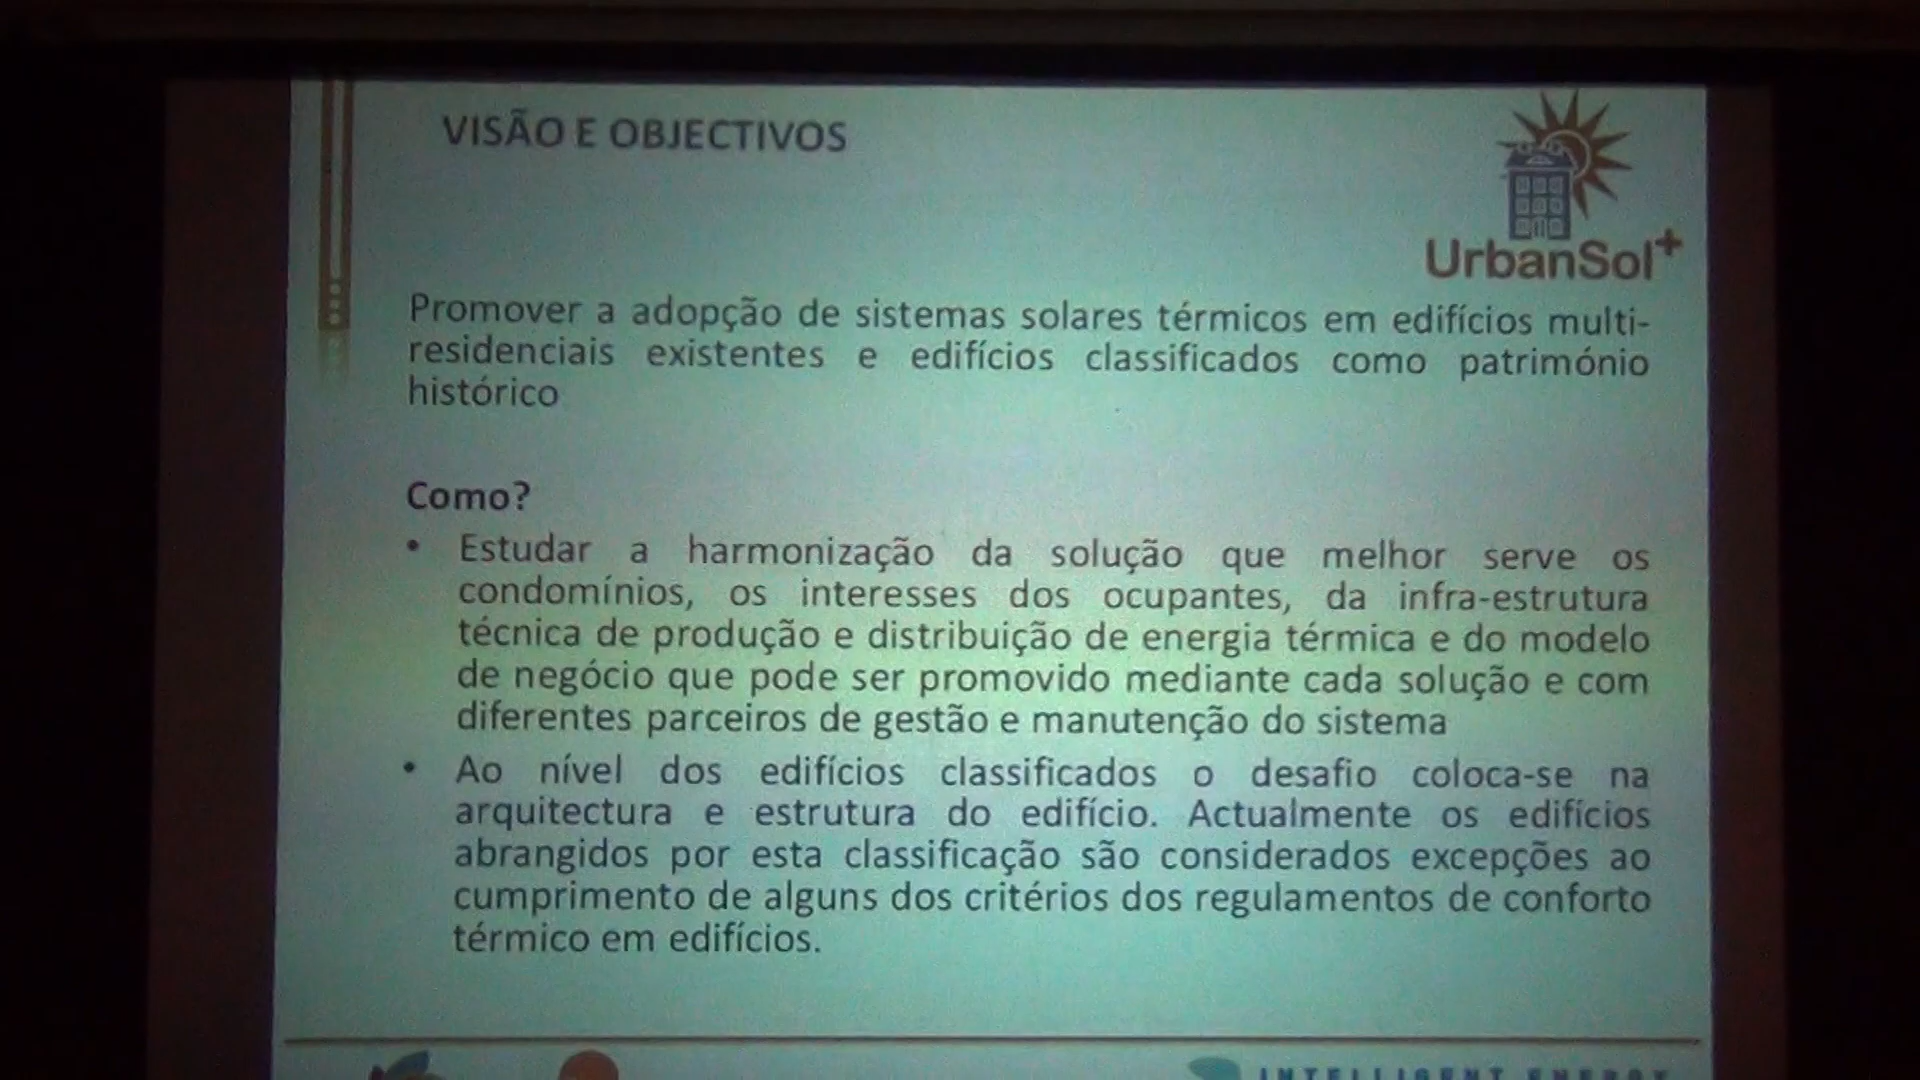 VISÃO E OBJECTIVOS
UrbanSol+
Promover a adopção de sistemas solares térmicos em edifícios multi-
residenciais existentes e edifícios classificados como património
histórico
Como?
• Estudar a harmonização da solução que melhor serve os
condomínios, os interesses dos ocupantes, da infra-estrutura
técnica de produção e distribuição de energia térmica e do modelo
de negócio que pode ser promovido mediante cada solução e com
diferentes parceiros de gestão e manutenção do sistema
• Ao nível dos edifícios classificados o desafio coloca-se na
arquitectura e estrutura do edifício. Actualmente os edifícios
abrangidos por esta classificação são considerados excepções ao
cumprimento de alguns dos critérios dos regulamentos de conforto
térmico em edifícios.
INTELLIGENT ENERGY